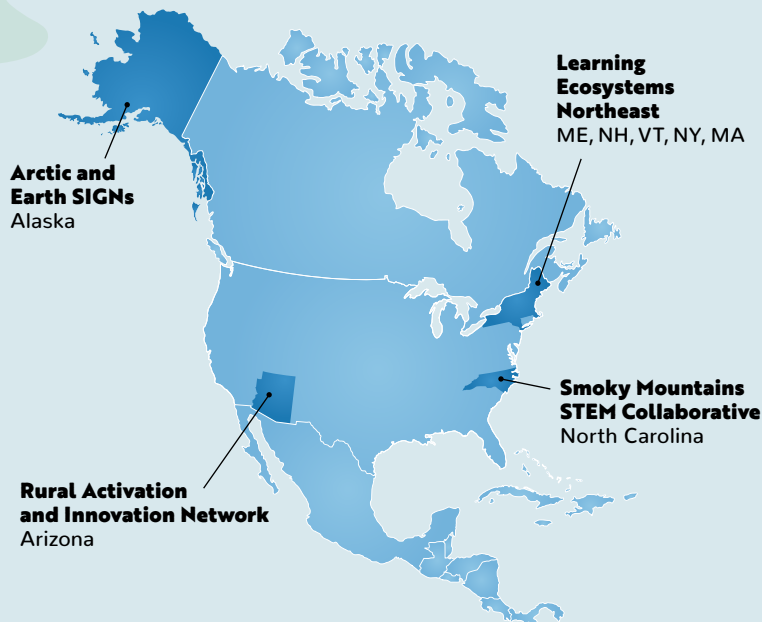 Learning
Ecosystems
Northeast
ME, NH, VT, NY, MA
Arctic and
Earth SIGNs
Alaska
Smoky Mountains
STEM Collaborative
North Carolina
Rural Activation
and Innovation Network
Arizona